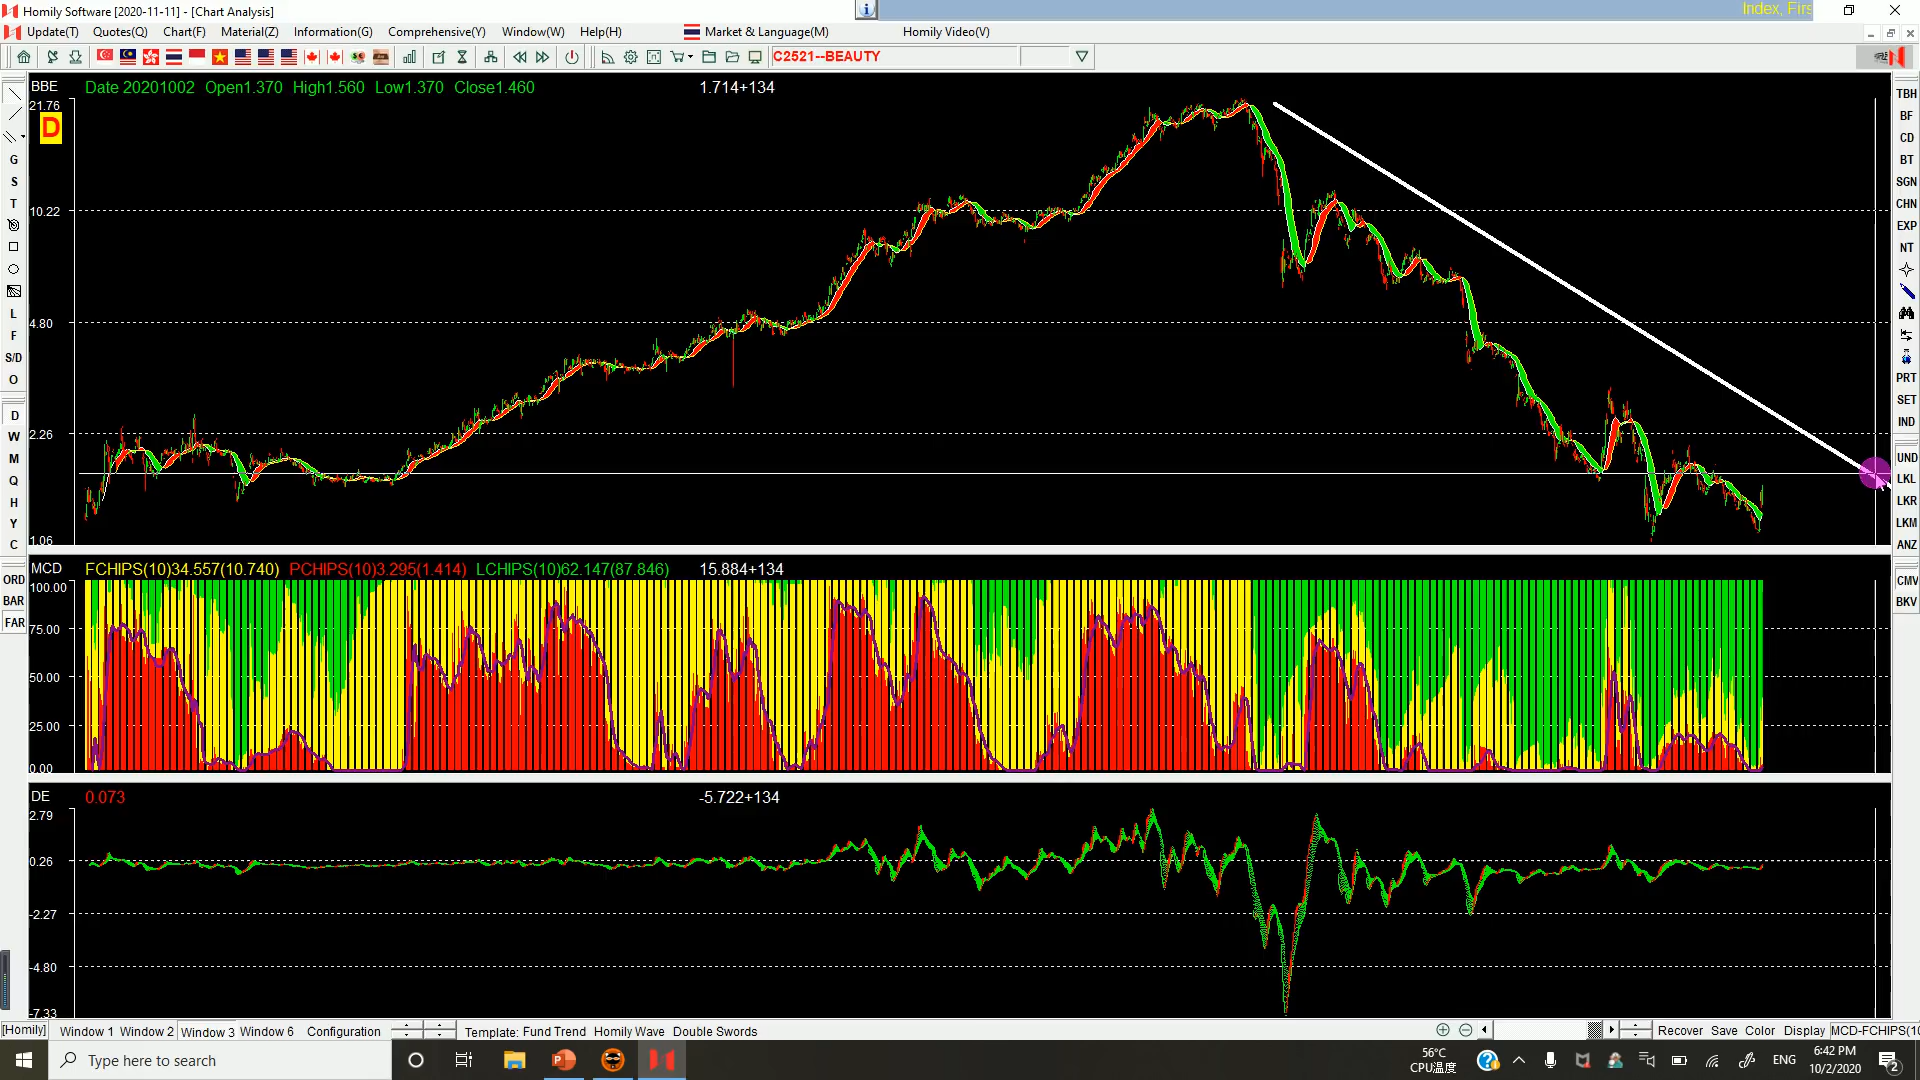 Homily Software [2020-11-11] - [Chart Analysis]
Index, Firs
Update(T) Quotes(Q) Chart(F) Material(Z) Information(G) Comprehensive(Y) Window(W) Help(H) Market & Language(M) Homily Video(V)
C2521--BEAUTY
BBE Date 20201002 Open1.370 High1.560 Low1.370 Close1.460 1.714+134
21.76
D
10.22
4.80
2.26
1.06
G
S
T
L
F
S/D
O
D
W
M
Q
H
Y
C
ORD
BAR
FAR
TBH
BF
CD
BT
SGN
CHN
EXP
NT
PRT
SET
IND
UND
LKL
LKR
LKM
ANZ
CMV
BKV
MCD FCHIPS(10)34.557(10.740) PCHIPS(10)3.295(1.414) LCHIPS(10)62.147(87.846) 15.884+134
100.00
75.00
50.00
25.00
0.00
DE 0.073 -5.722+134
2.79
0.26
-2.27
-4.80
-7.33
[Homily] Window 1 Window 2 Window 3 Window 6 Configuration Template: Fund Trend Homily Wave Double Swords Recover Save Color Display MCD-FCHIPS(10
Type here to search
56°C
CPU温度
ENG
6:42 PM
10/2/2020
2